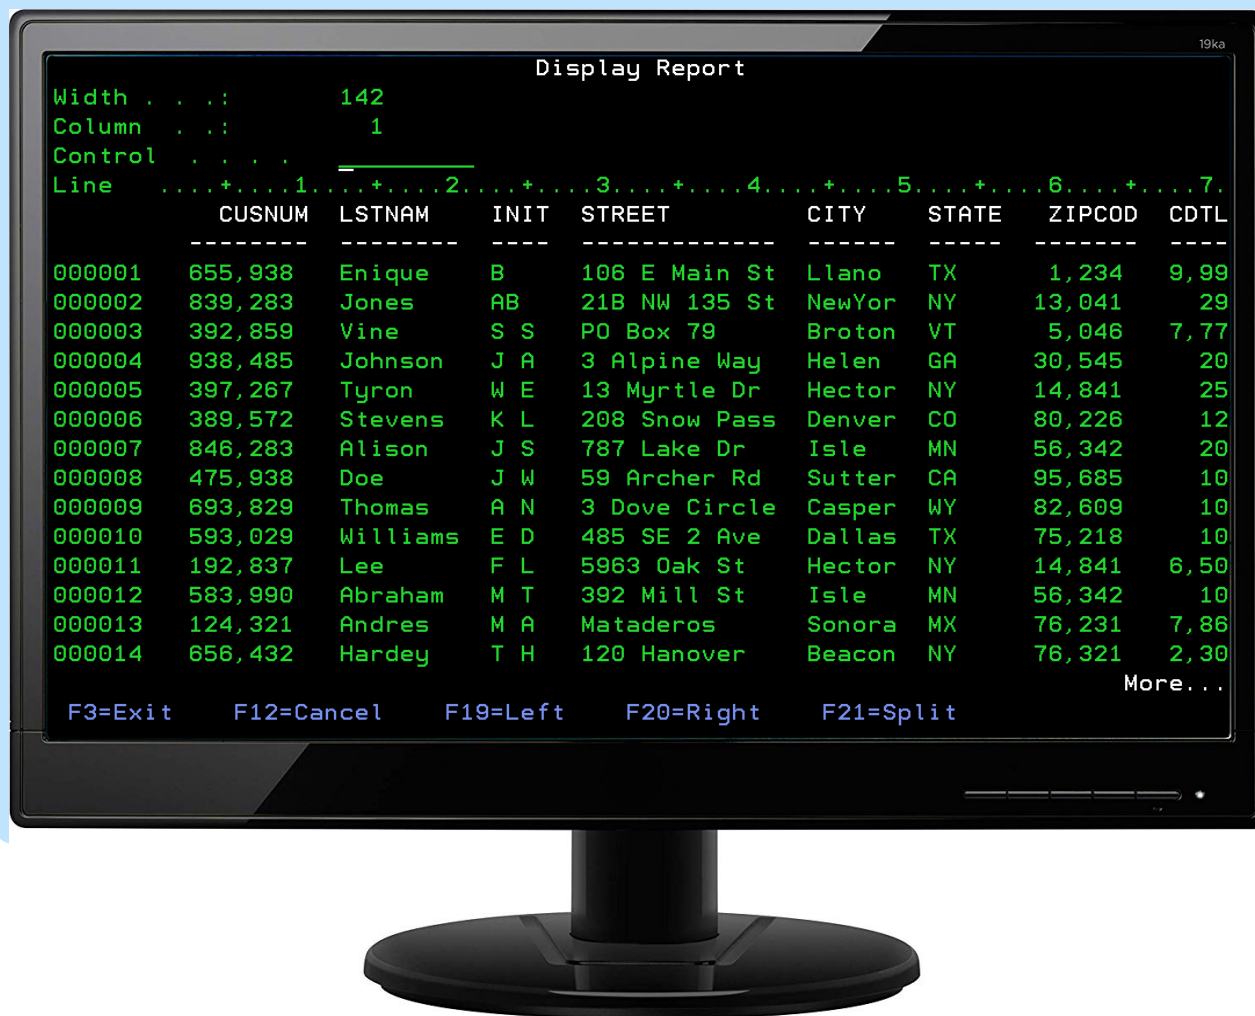 19ka
Display Report
Width . . .: 142
Column . . .: 1
Control . . . .
Line ....+....1....+....2....+....3....+....4....+....5....+....6....+....7.
CUSNUM LSTNAM INIT STREET CITY STATE ZIPCOD CDTL
-------- -------- ---- ------------- ------ ----- ------- ----
000001 655,938 Enique B 106 E Main St Llano TX 1,234 9,99
000002 839,283 Jones AB 21B NW 135 St NewYor NY 13,041 29
000003 392,859 Vine S S PO Box 79 Broton VT 5,046 7,77
000004 938,485 Johnson J A 3 Alpine Way Helen GA 30,545 20
000005 397,267 Tyron W E 13 Myrtle Dr Hector NY 14,841 25
000006 389,572 Stevens K L 208 Snow Pass Denver CO 80,226 12
000007 846,283 Alison J S 787 Lake Dr Isle MN 56,342 20
000008 475,938 Doe J W 59 Archer Rd Sutter CA 95,685 10
000009 693,829 Thomas A N 3 Dove Circle Casper WY 82,609 10
000010 593,029 Williams E D 485 SE 2 Ave Dallas TX 75,218 10
000011 192,837 Lee F L 5963 Oak St Hector NY 14,841 6,50
000012 583,990 Abraham M T 392 Mill St Isle MN 56,342 10
000013 124,321 Andres M A Mataderos Sonora MX 76,231 7,86
000014 656,432 Hardey T H 120 Hanover Beacon NY 76,321 2,30
More...
F3=Exit F12=Cancel F19=Left F20=Right F21=Split